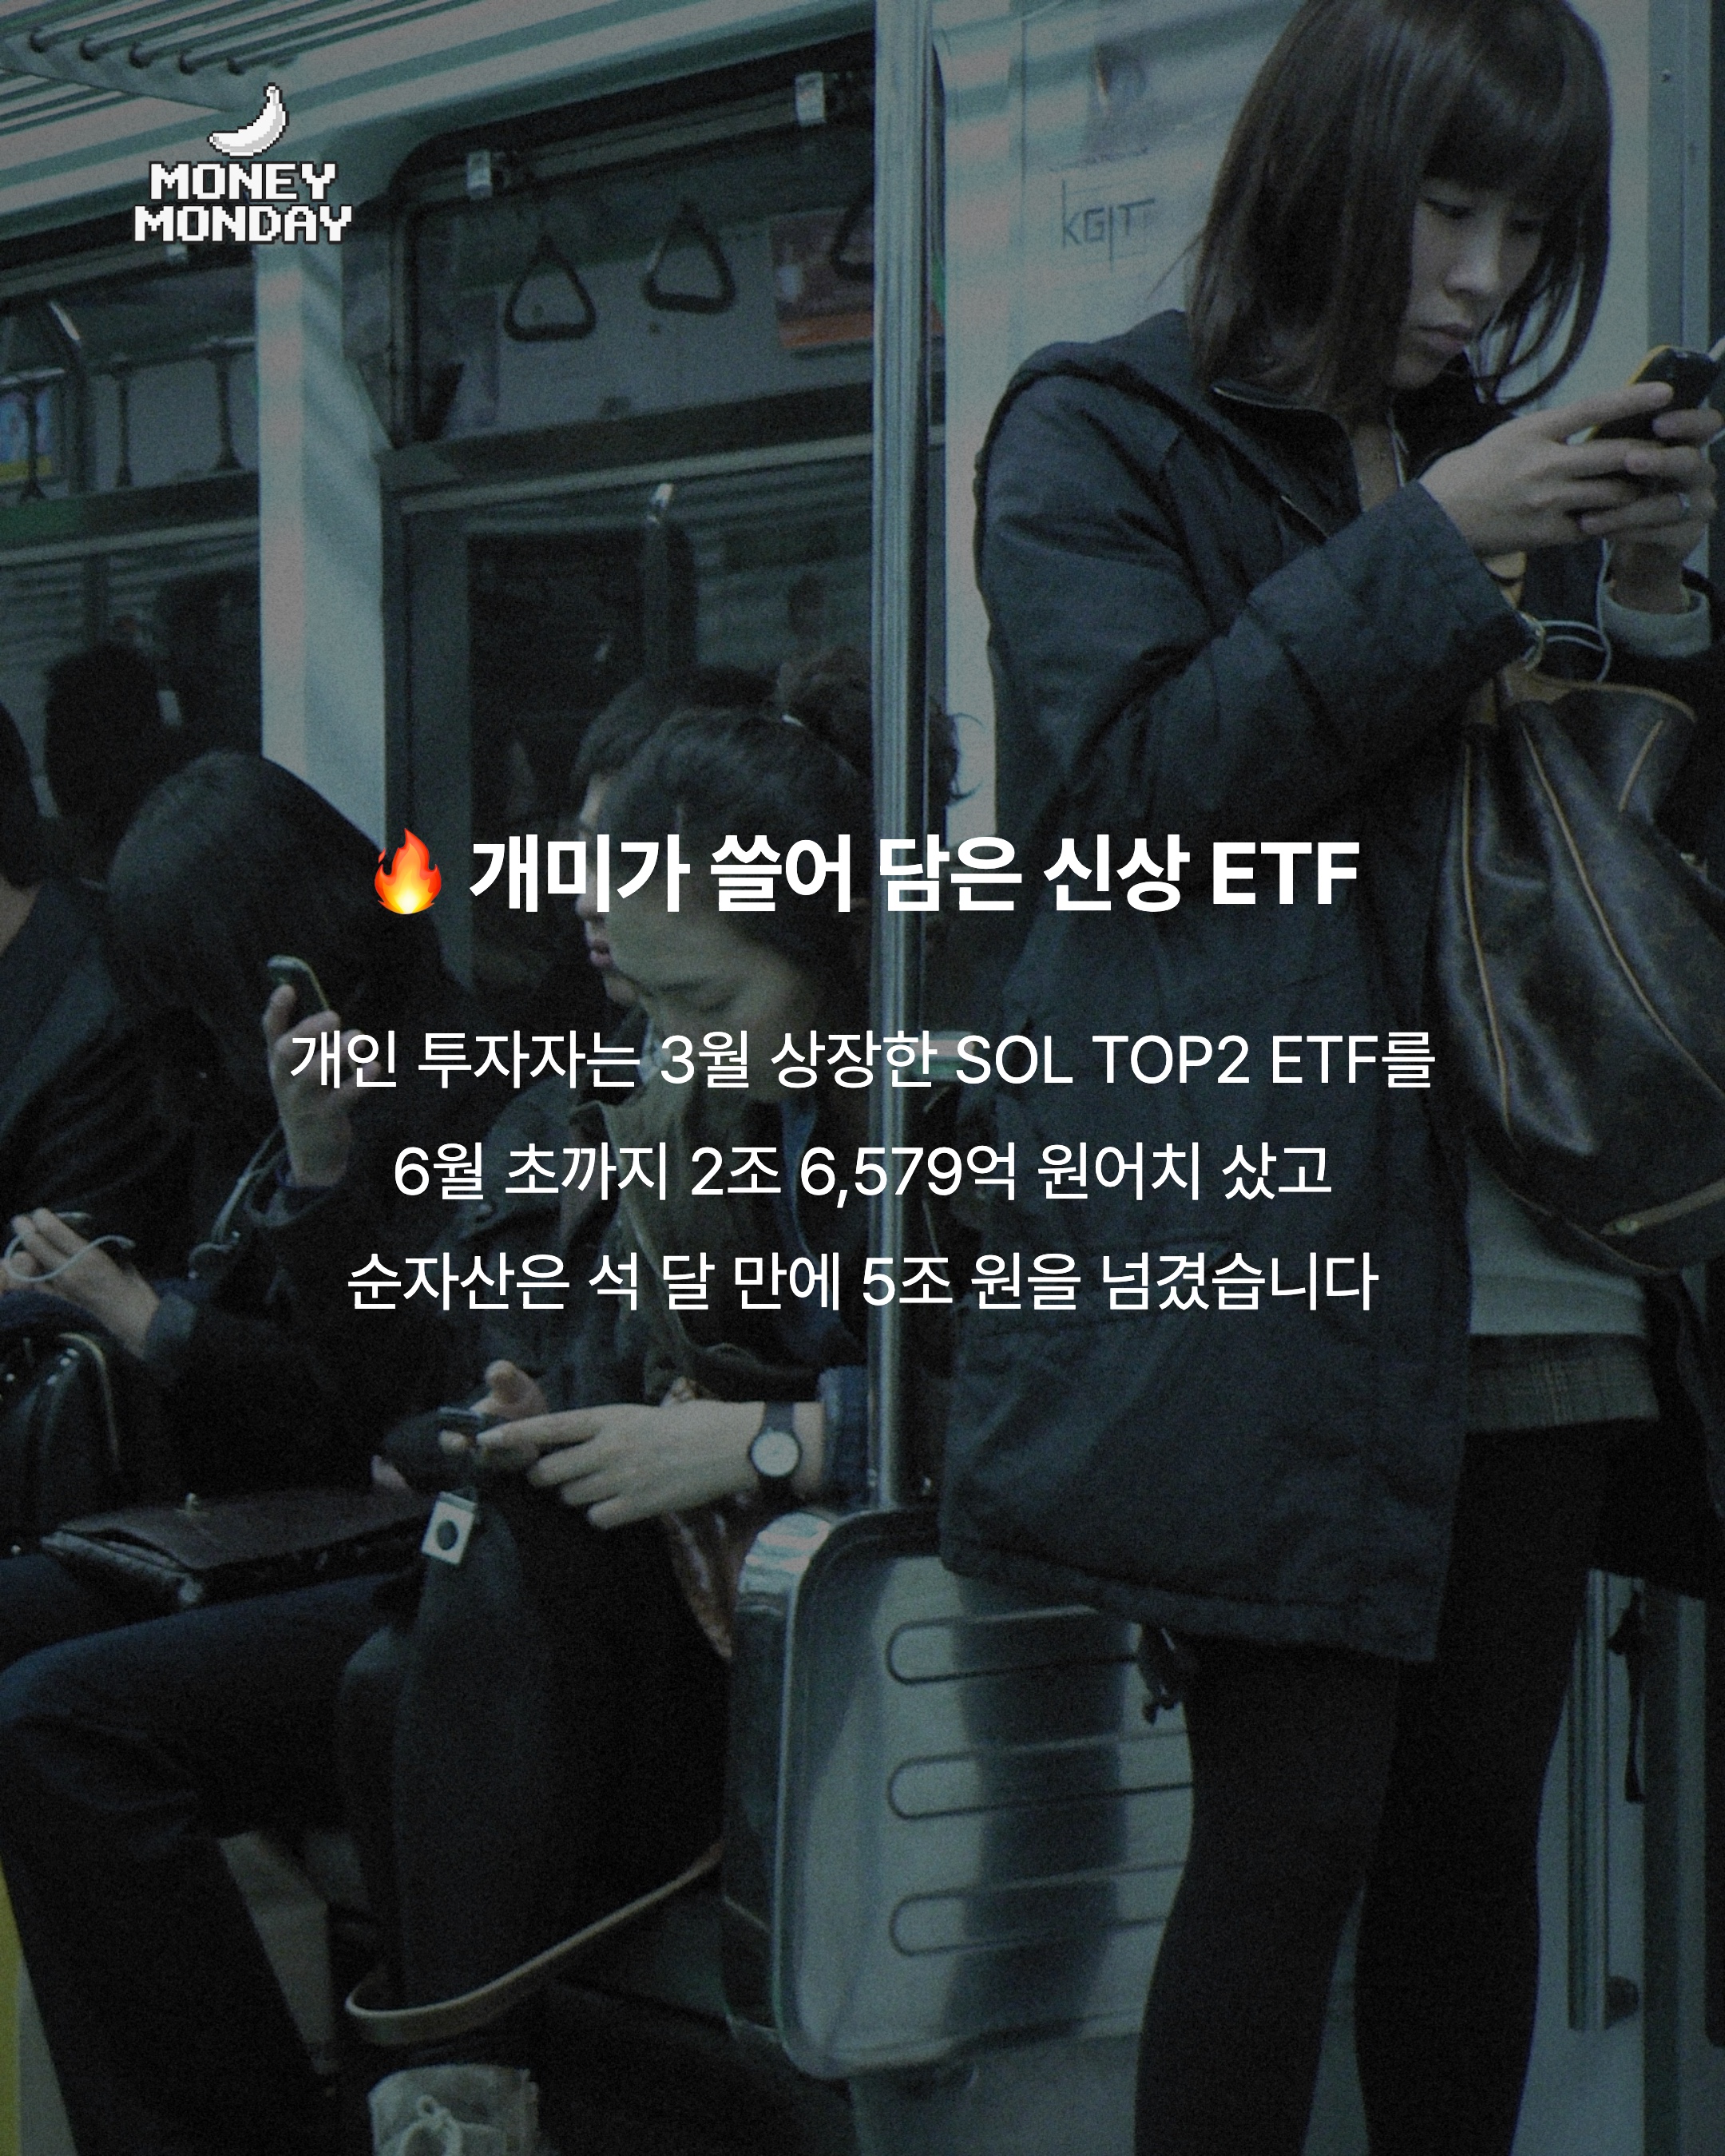 MONEY
MONDAY
KGIT
🔥 개미가 쓸어 담은 신상 ETF
개인 투자자는 3월 상장한 SOL TOP2 ETF를
6월 초까지 2조 6,579억 원어치 샀고
순자산은 석 달 만에 5조 원을 넘겼습니다